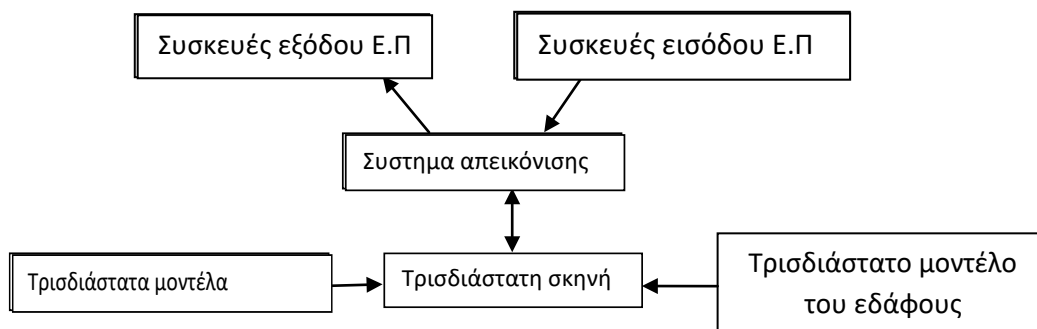 Συσκευές εξόδου Ε.Π
Συσκευές εισόδου Ε.Π
Συστημα απεικόνισης
Τρισδιάστατα μοντέλα
Τρισδιάστατη σκηνή
Τρισδιάστατο μοντέλο
του εδάφους